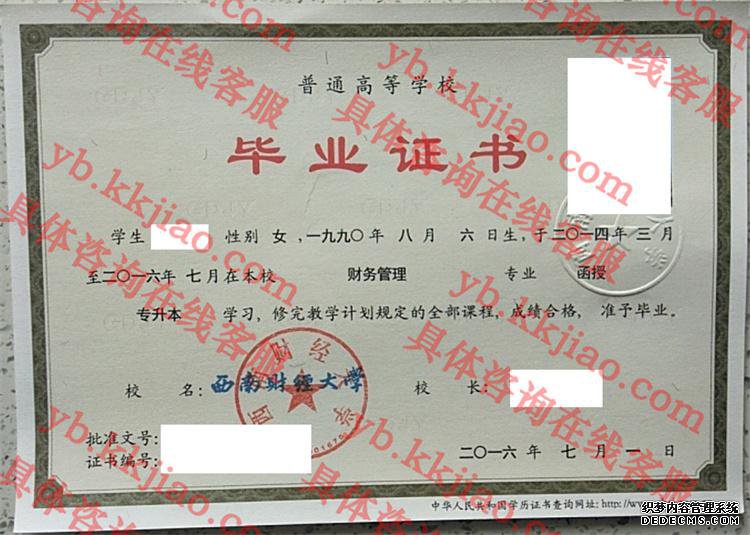 普通高等学校
毕业证书
学生 性别 女 ,一九九〇年 八月 六日生,于二〇一四年 三月
至二〇一六年 七月在本校 财务管理 专业 函授
专升本 学习,修完教学计划规定的全部课程,成绩合格, 准予毕业。
校 名: 西南财经大学 校 长:
批准文号:
证书编号:
二〇一六 年 七月 一日
中华人民共和国学历证书查询网址: http://w
具体咨询在线客服
yb.kkjiao.com
织梦内容管理系统
DEDECMS.COM